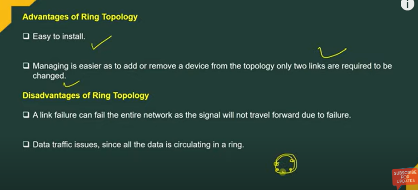 Advantages of Ring Topology
❑ Easy to install.
❑ Managing is easier as to add or remove a device from the topology only two links are required to be
changed.
Disadvantages of Ring Topology
❑ A link failure can fail the entire network as the signal will not travel forward due to failure.
❑ Data traffic issues, since all the data is circulating in a ring.
SUBSCRIBE